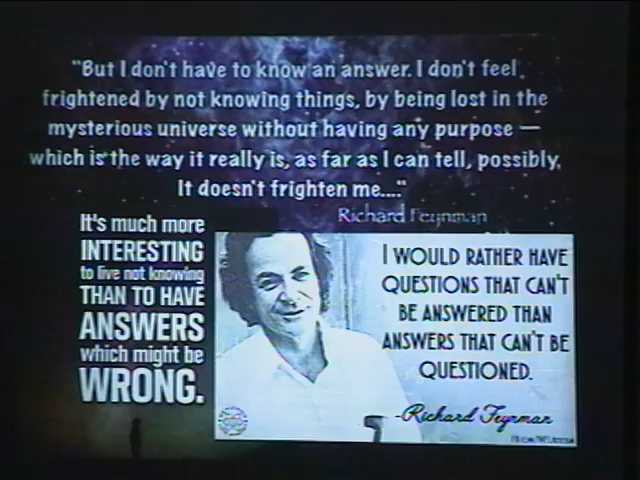 "But I don't have to know an answer. I don't feel
frightened by not knowing things, by being lost in the
mysterious universe without having any purpose —
which is the way it really is, as far as I can tell, possibly.
It doesn't frighten me...."
Richard Feynman
It's much more
INTERESTING
to live not knowing
THAN TO HAVE
ANSWERS
which might be
WRONG.
I WOULD RATHER HAVE
QUESTIONS THAT CAN'T
BE ANSWERED THAN
ANSWERS THAT CAN'T BE
QUESTIONED.
-Richard Feynman